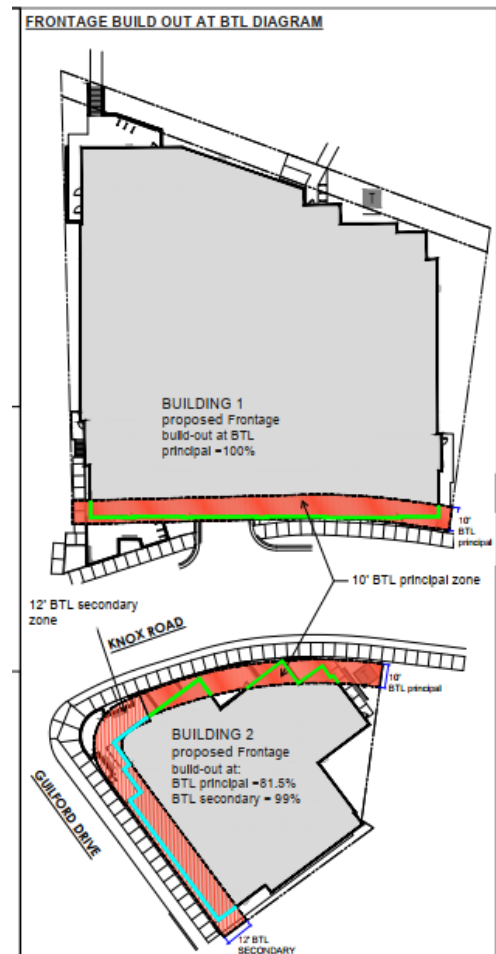 FRONTAGE BUILD OUT AT BTL DIAGRAM
T
BUILDING 1
proposed Frontage
build-out at BTL
principal =100%
10'
BTL
principal
10' BTL principal zone
12' BTL secondary
zone
KNOX ROAD
10'
BTL principal
BUILDING 2
proposed Frontage
build-out at:
BTL principal =81.5%
BTL secondary = 99%
GUILFORD DRIVE
12' BTL
SECONDARY